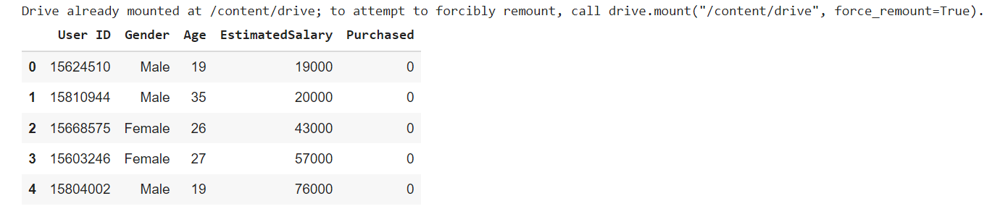 Drive already mounted at /content/drive; to attempt to forcibly remount, call drive.mount("/content/drive", force_remount=True).
User ID Gender Age EstimatedSalary Purchased
0 15624510 Male 19 19000 0
1 15810944 Male 35 20000 0
2 15668575 Female 26 43000 0
3 15603246 Female 27 57000 0
4 15804002 Male 19 76000 0